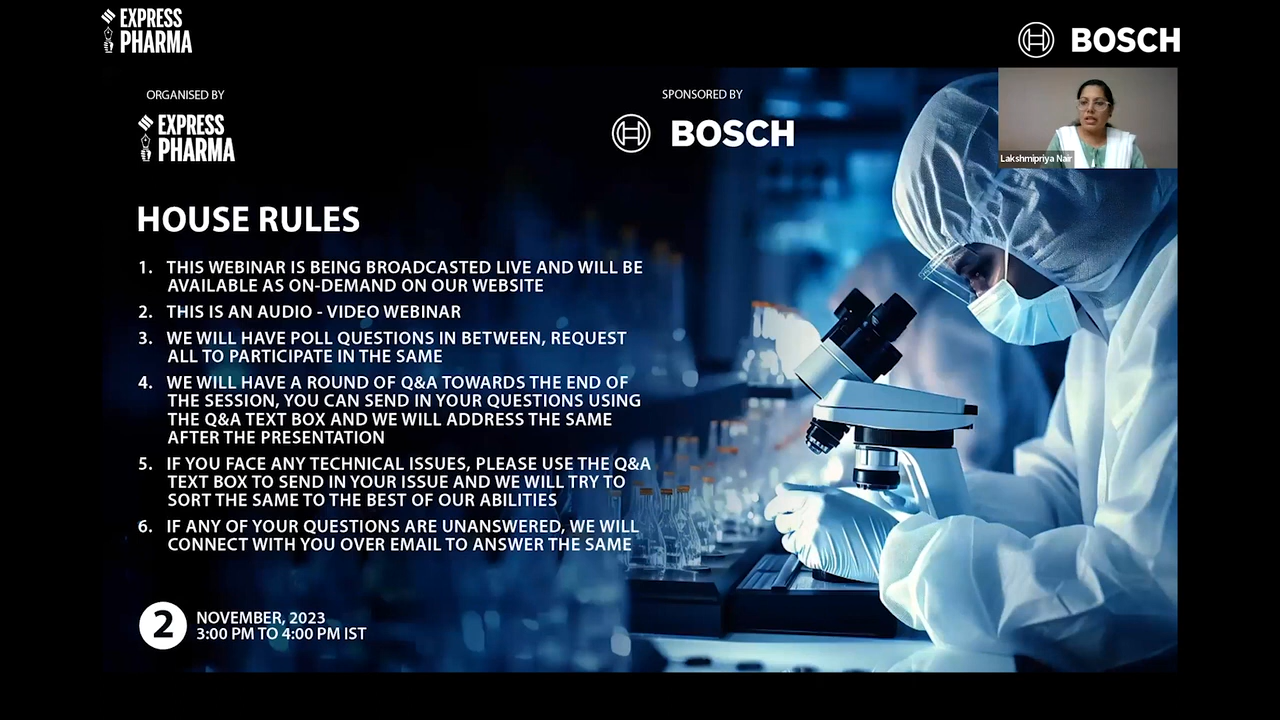 EXPRESS
PHARMA
BOSCH
ORGANISED BY
EXPRESS
PHARMA
SPONSORED BY
BOSCH
Lakshmipriya Nair
HOUSE RULES
1. THIS WEBINAR IS BEING BROADCASTED LIVE AND WILL BE
AVAILABLE AS ON-DEMAND ON OUR WEBSITE
2. THIS IS AN AUDIO - VIDEO WEBINAR
3. WE WILL HAVE POLL QUESTIONS IN BETWEEN, REQUEST
ALL TO PARTICIPATE IN THE SAME
4. WE WILL HAVE A ROUND OF Q&A TOWARDS THE END OF
THE SESSION, YOU CAN SEND IN YOUR QUESTIONS USING
THE Q&A TEXT BOX AND WE WILL ADDRESS THE SAME
AFTER THE PRESENTATION
5. IF YOU FACE ANY TECHNICAL ISSUES, PLEASE USE THE Q&A
TEXT BOX TO SEND IN YOUR ISSUE AND WE WILL TRY TO
SORT THE SAME TO THE BEST OF OUR ABILITIES
6. IF ANY OF YOUR QUESTIONS ARE UNANSWERED, WE WILL
CONNECT WITH YOU OVER EMAIL TO ANSWER THE SAME
2
NOVEMBER, 2023
3:00 PM TO 4:00 PM IST